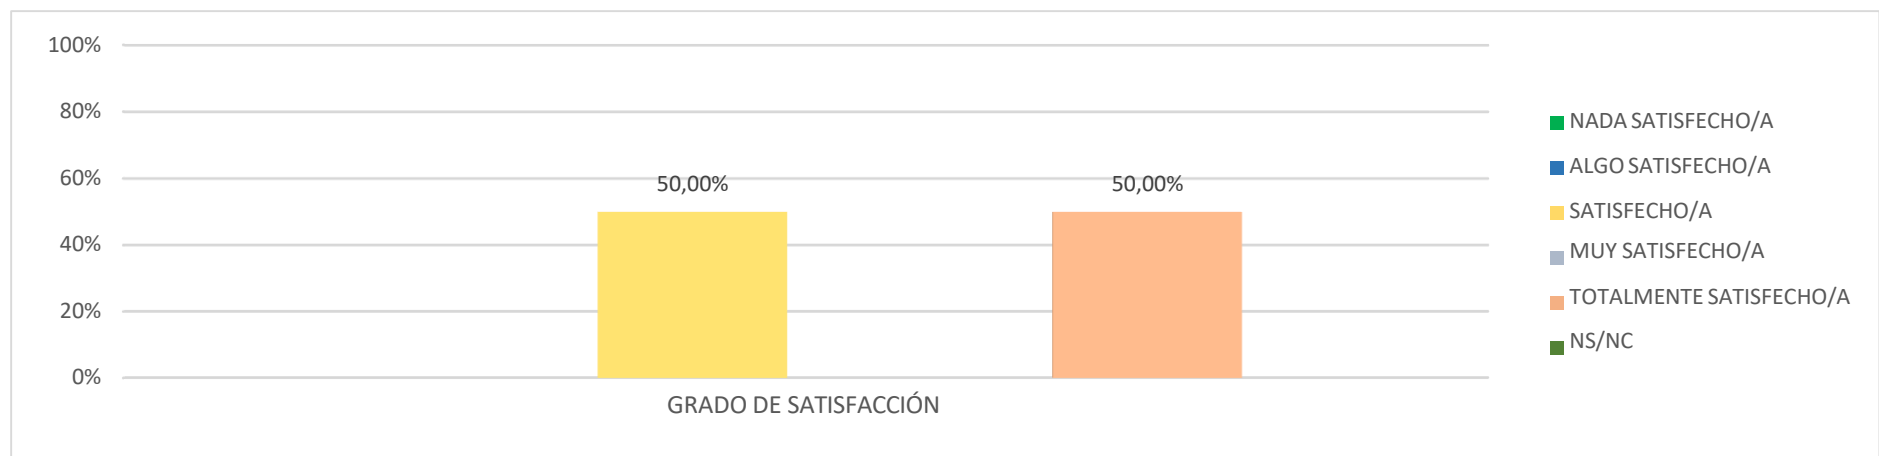 100%
80%
60%
40%
20%
0%
50,00%
50,00%
GRADO DE SATISFACCIÓN
NADA SATISFECHO/A
ALGO SATISFECHO/A
SATISFECHO/A
MUY SATISFECHO/A
TOTALMENTE SATISFECHO/A
NS/NC